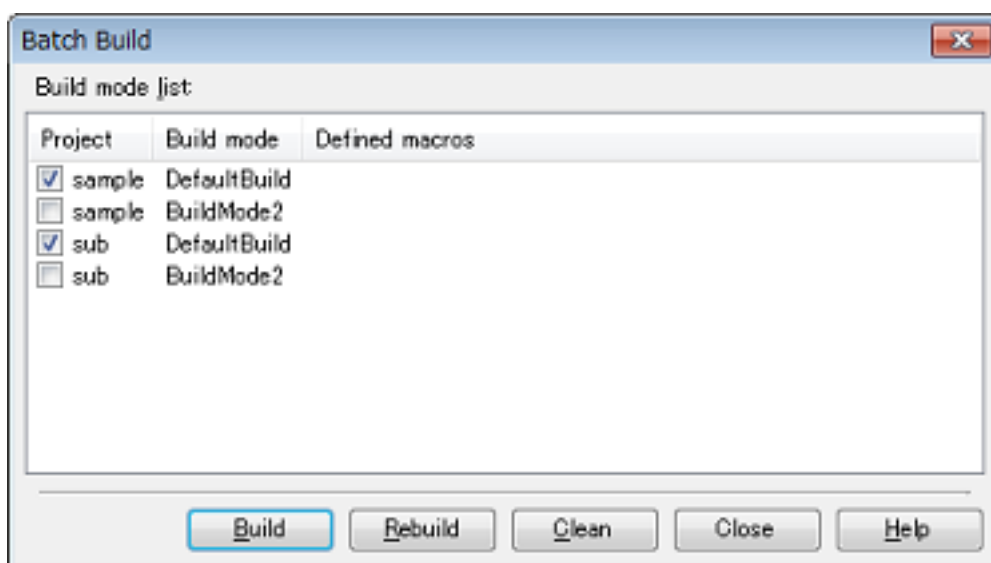 Batch Build
Build mode list:
Project Build mode Defined macros
sample DefaultBuild
sample BuildMode2
sub DefaultBuild
sub BuildMode2
Build Rebuild Clean Close Help